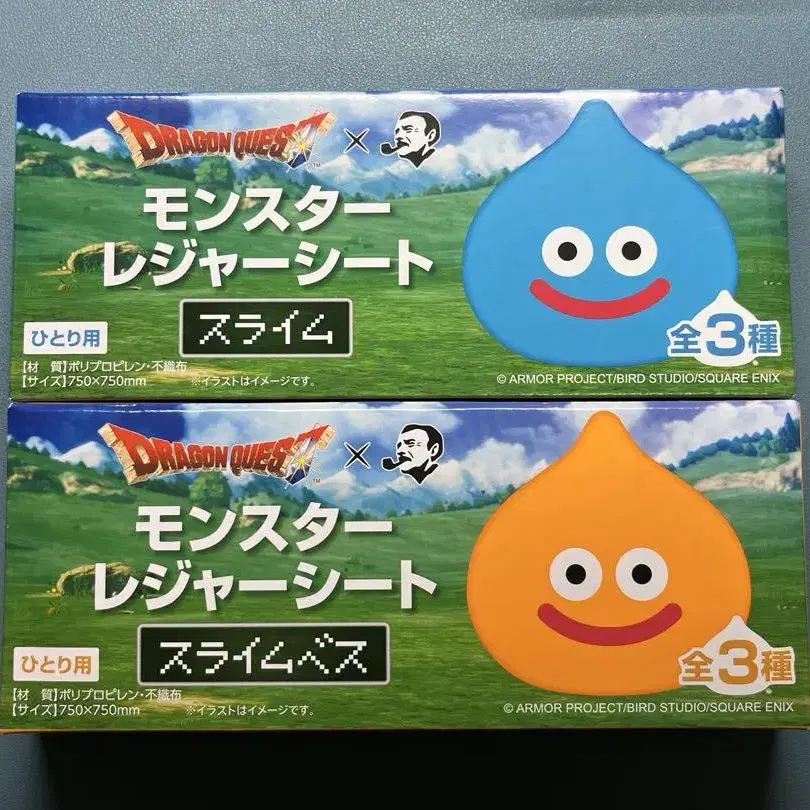 DRAGON QUEST ™ ×
モンスター
レジャーシート
スライム
ひとり用
全3種
【材　質】ポリプロピレン・不織布
【サイズ】750×750mm ※イラストはイメージです。
© ARMOR PROJECT/BIRD STUDIO/SQUARE ENIX
DRAGON QUEST ™ ×
モンスター
レジャーシート
スライムベス
ひとり用
全3種
【材　質】ポリプロピレン・不織布
【サイズ】750×750mm ※イラストはイメージです。
© ARMOR PROJECT/BIRD STUDIO/SQUARE ENIX